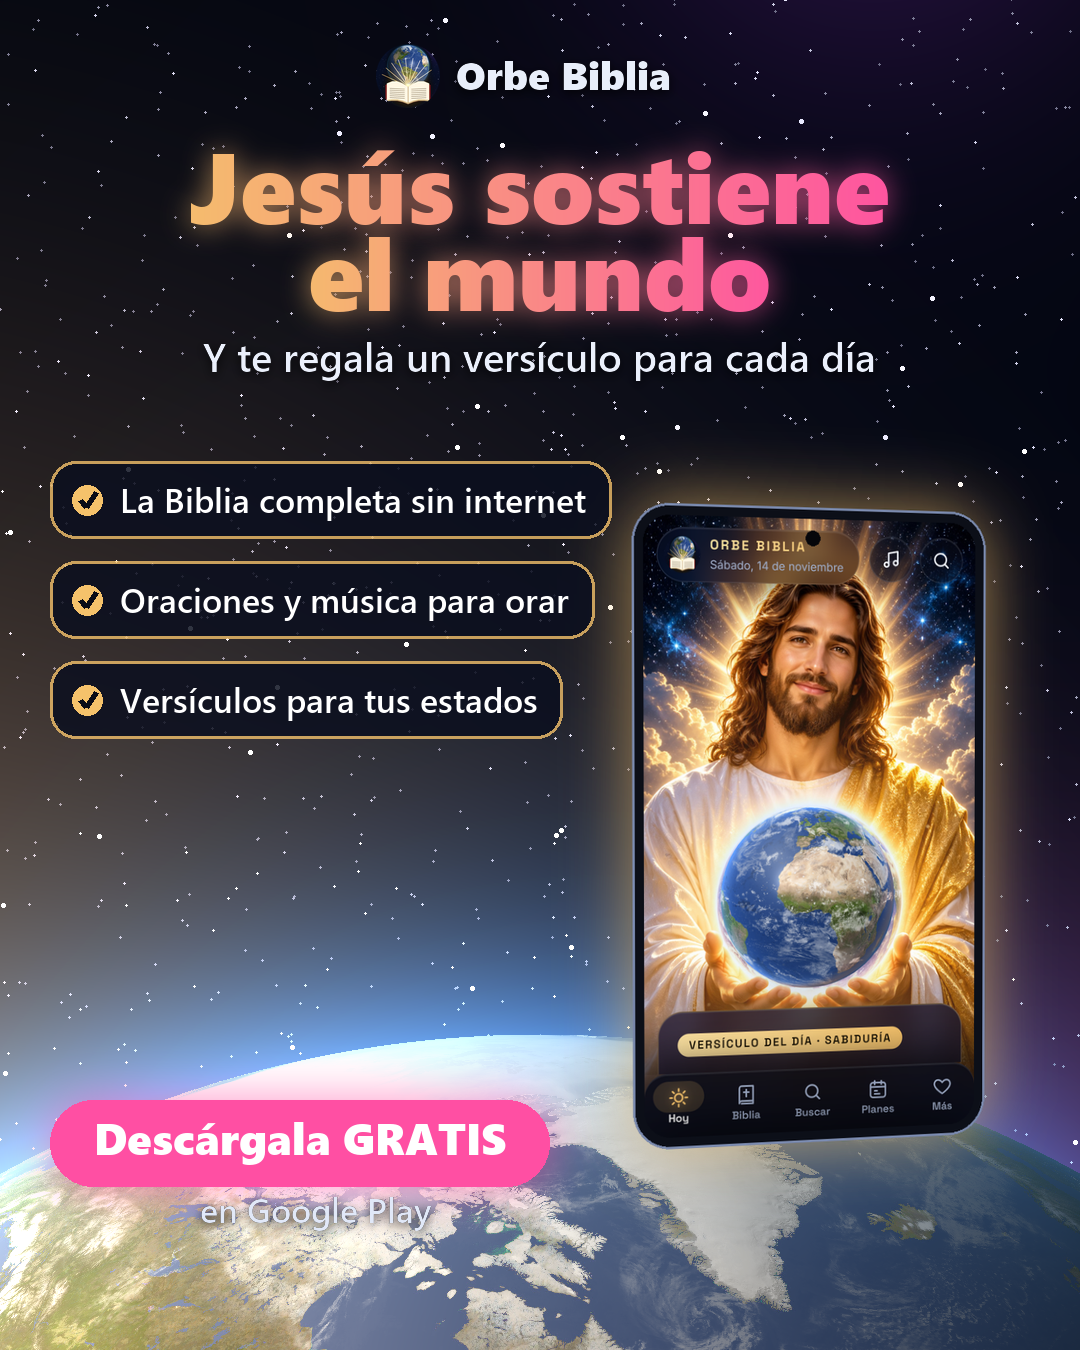 Orbe Biblia
Jesús sostiene
el mundo
Y te regala un versículo para cada día
La Biblia completa sin internet
Oraciones y música para orar
Versículos para tus estados
ORBE BIBLIA
Sábado, 14 de noviembre
VERSÍCULO DEL DÍA · SABIDURÍA
Hoy
Biblia
Buscar
Planes
Más
Descárgala GRATIS
en Google Play